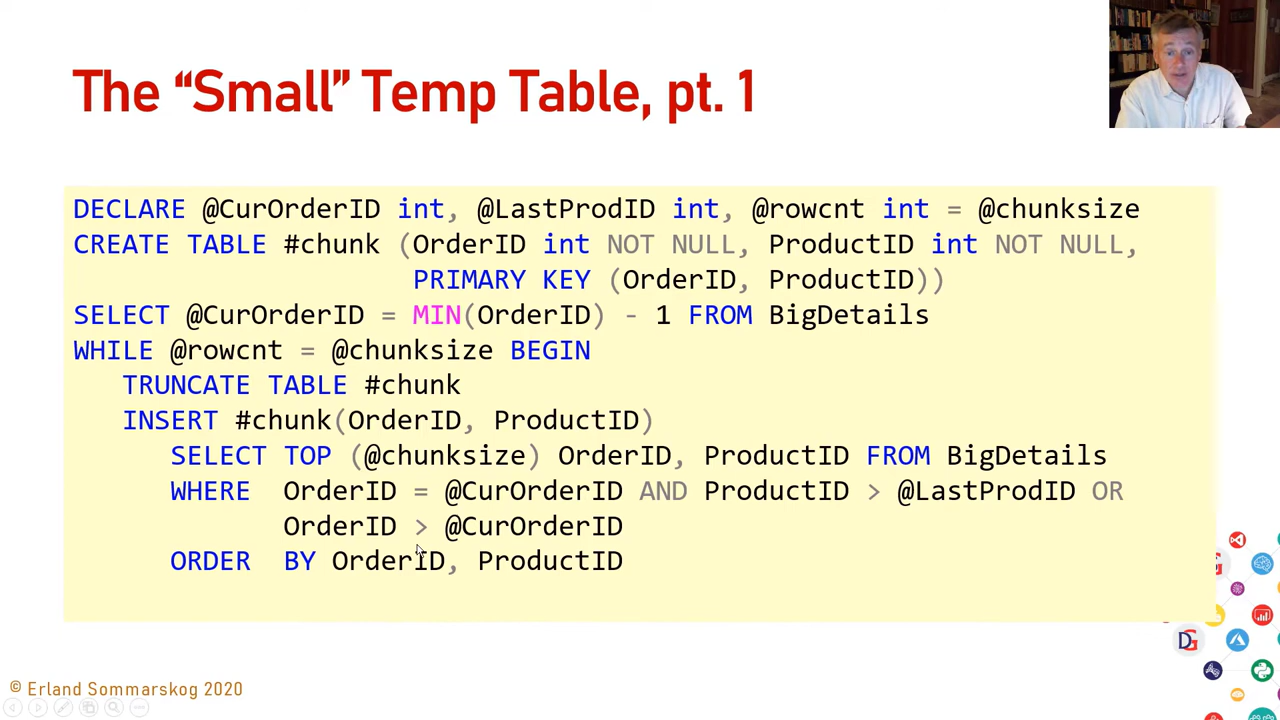 The “Small” Temp Table, pt. 1
DECLARE @CurOrderID int, @LastProdID int, @rowcnt int = @chunksize
CREATE TABLE #chunk (OrderID int NOT NULL, ProductID int NOT NULL,
PRIMARY KEY (OrderID, ProductID))
SELECT @CurOrderID = MIN(OrderID) - 1 FROM BigDetails
WHILE @rowcnt = @chunksize BEGIN
TRUNCATE TABLE #chunk
INSERT #chunk(OrderID, ProductID)
SELECT TOP (@chunksize) OrderID, ProductID FROM BigDetails
WHERE OrderID = @CurOrderID AND ProductID > @LastProdID OR
OrderID > @CurOrderID
ORDER BY OrderID, ProductID
© Erland Sommarskog 2020